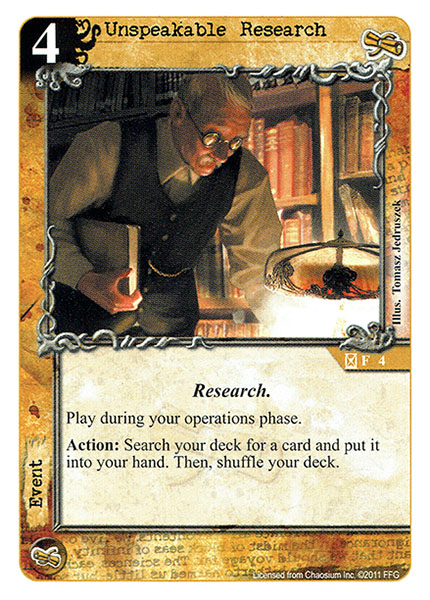 4
Unspeakable Research
Illus. Tomasz Jedruszek
F 4
Research.
Play during your operations phase.
Action: Search your deck for a card and put it
into your hand. Then, shuffle your deck.
Event
Licensed from Chaosium Inc. ©2011 FFG